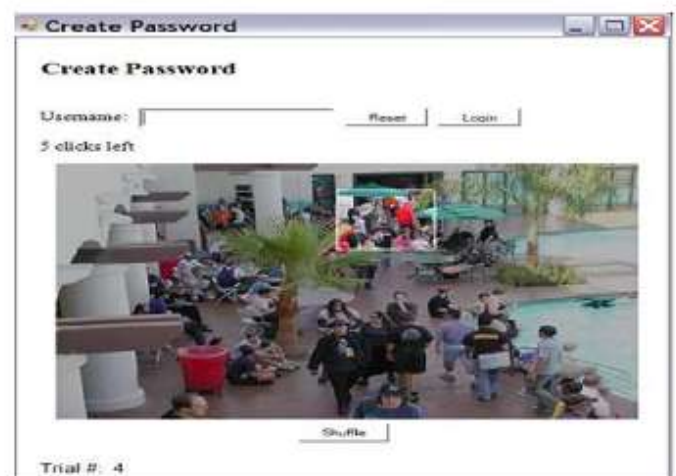 Create Password
Create Password
Username: Reset Login
5 clicks left
Shuffle
Trial #: 4